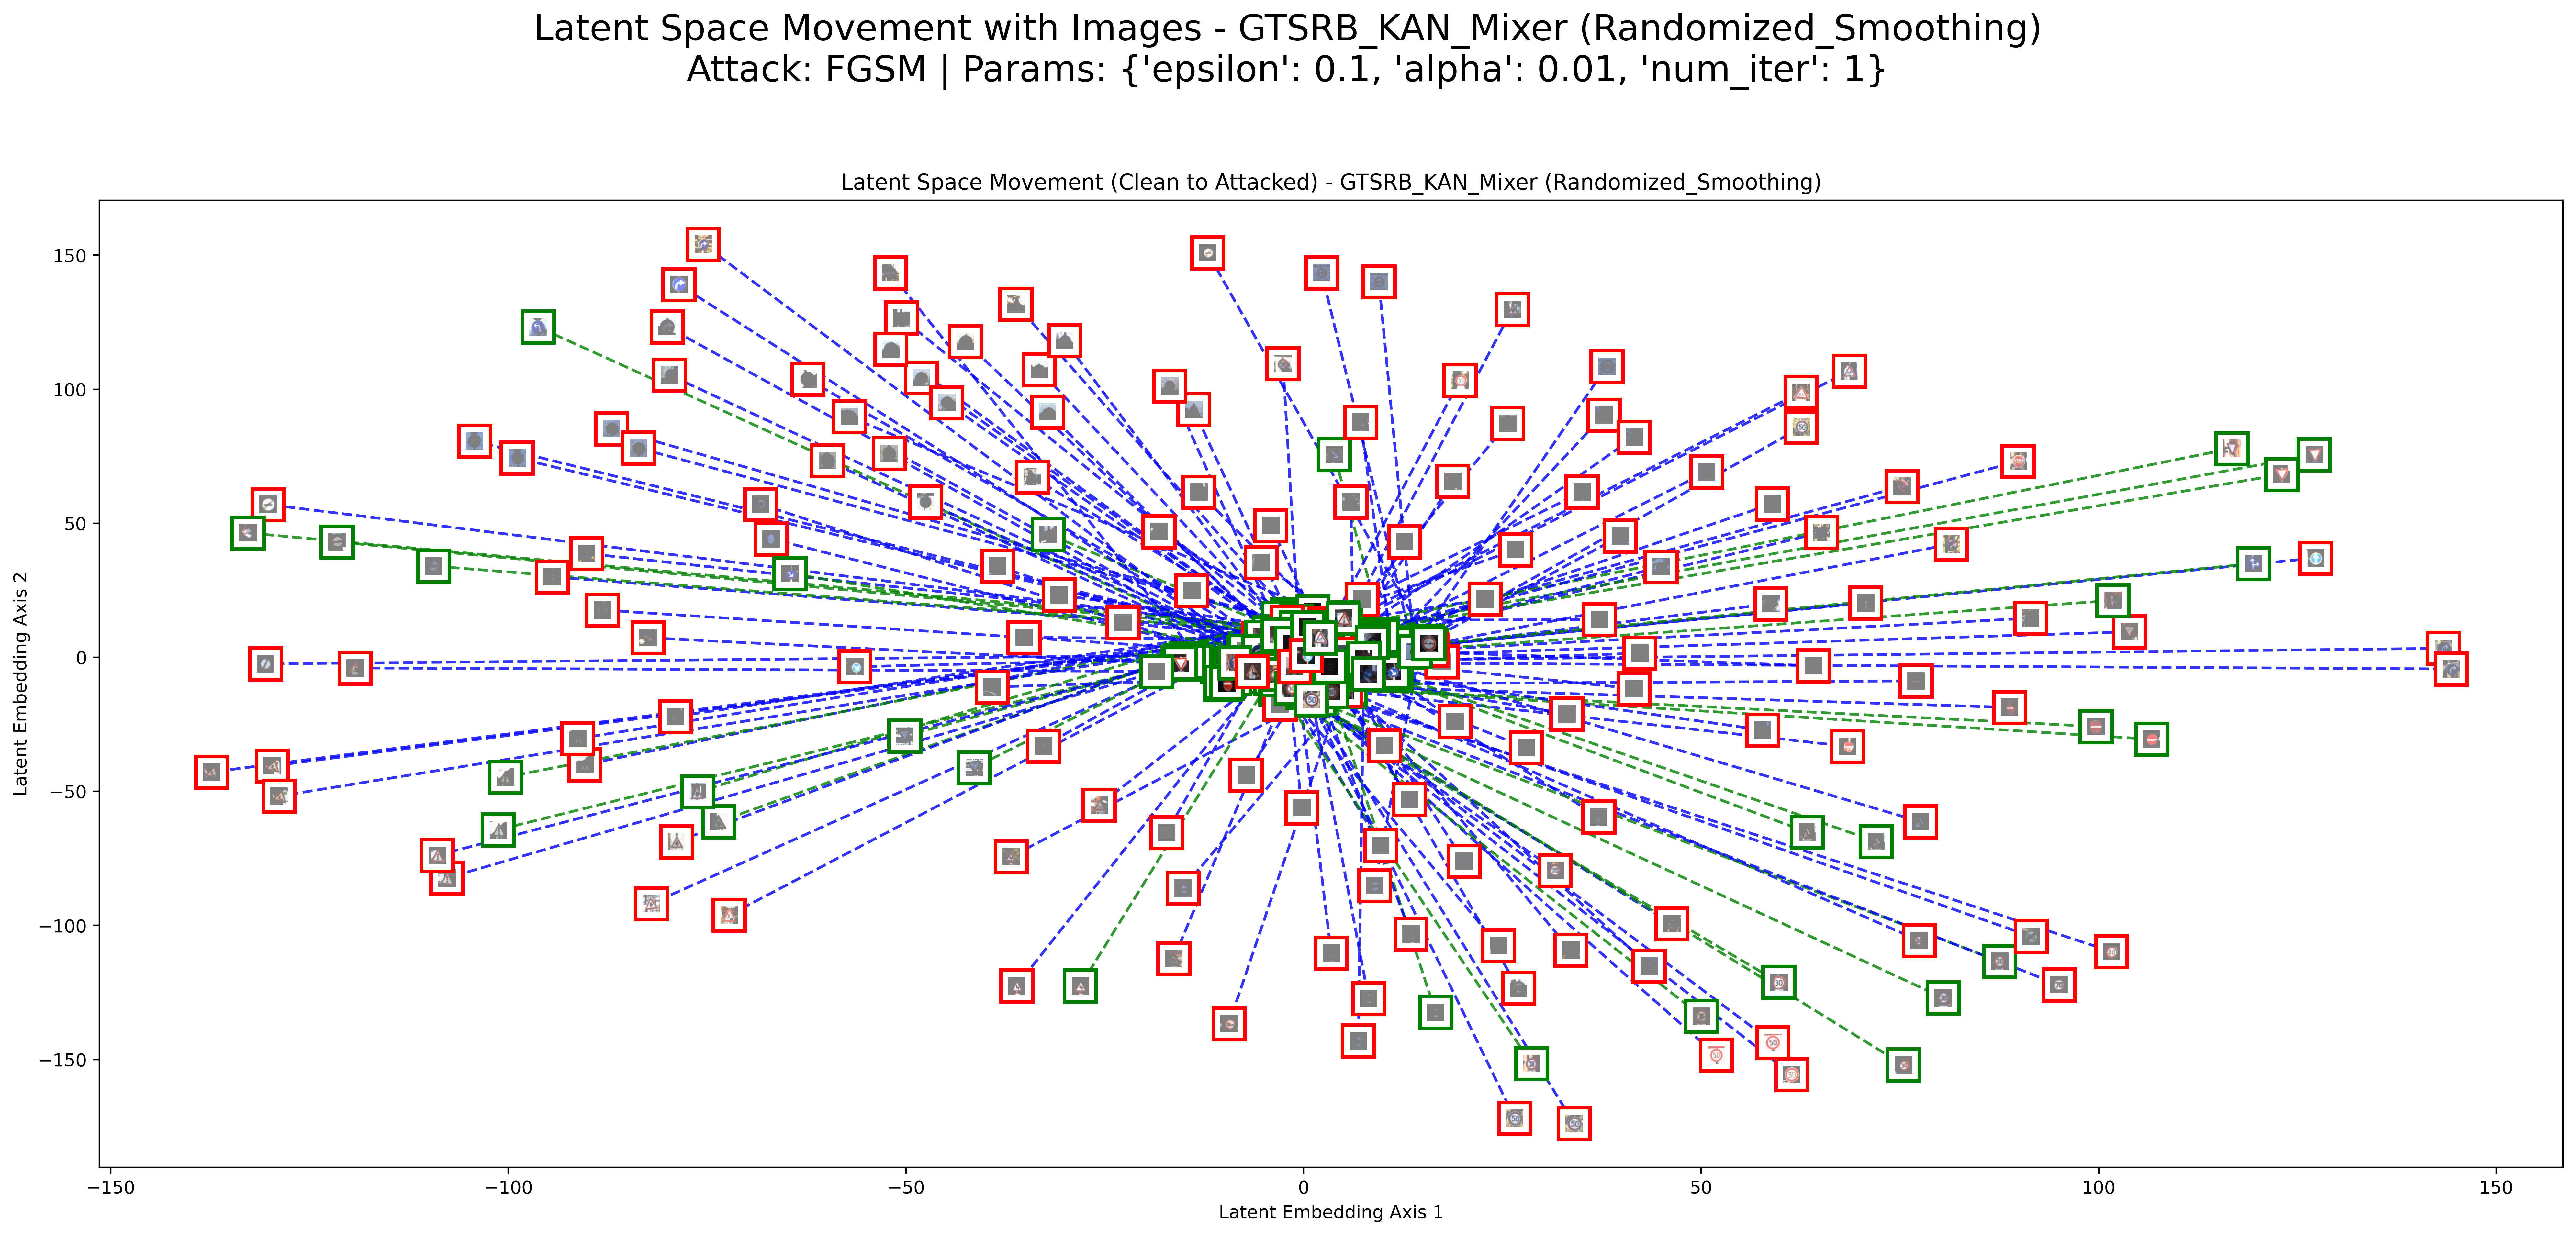 Latent Space Movement with Images - GTSRB_KAN_Mixer (Randomized_Smoothing)
Attack: FGSM | Params: {'epsilon': 0.1, 'alpha': 0.01, 'num_iter': 1}
Latent Space Movement (Clean to Attacked) - GTSRB_KAN_Mixer (Randomized_Smoothing)
150
100
50
0
−50
−100
−150
Latent Embedding Axis 2
−150
−100
−50
0
50
100
150
Latent Embedding Axis 1